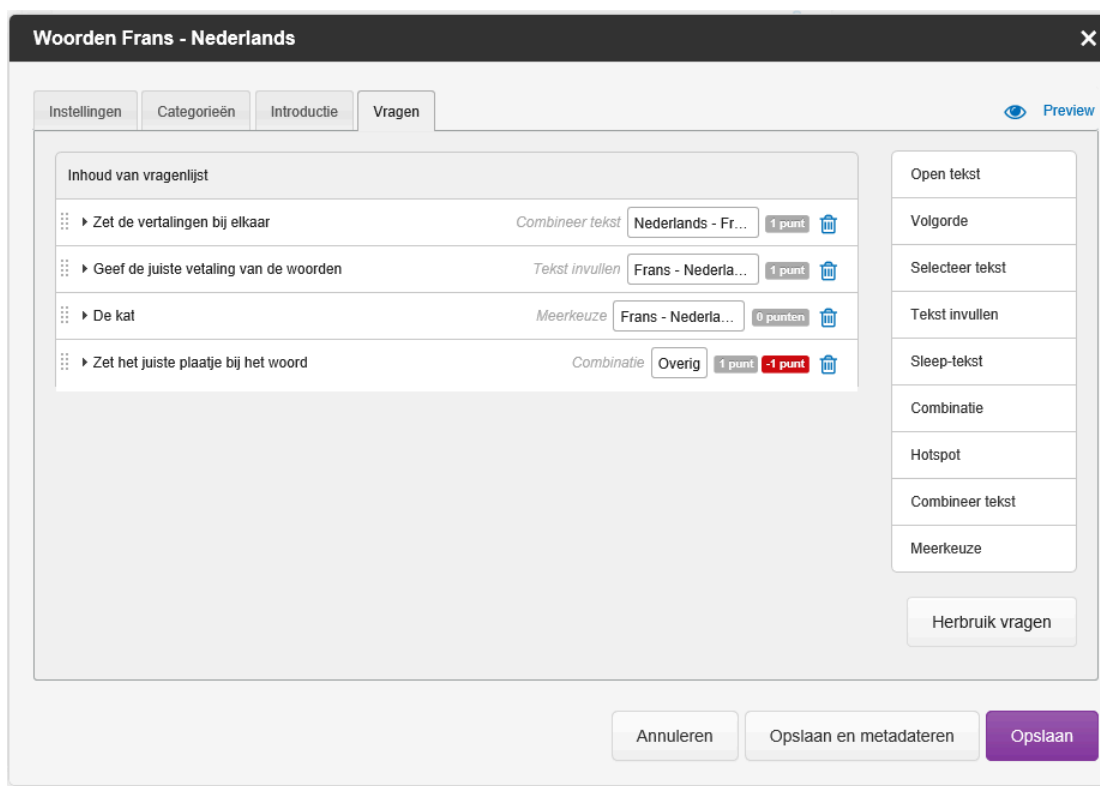 Woorden Frans - Nederlands
Instellingen Categorieën Introductie Vragen Preview
Inhoud van vragenlijst
Zet de vertalingen bij elkaar Combineer tekst Nederlands - Fr... 1 punt
Geef de juiste vetaling van de woorden Tekst invullen Frans - Nederla... 1 punt
De kat Meerkeuze Frans - Nederla... 0 punten
Zet het juiste plaatje bij het woord Combinatie Overig 1 punt -1 punt
Open tekst
Volgorde
Selecteer tekst
Tekst invullen
Sleep-tekst
Combinatie
Hotspot
Combineer tekst
Meerkeuze
Herbruik vragen
Annuleren Opslaan en metadateren Opslaan